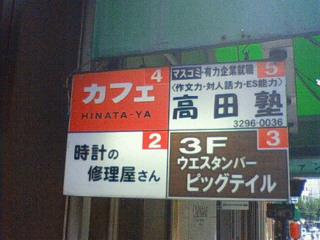 カフェ 4
HINATA-YA
マスコミ・有力企業就職 5
〈作文力・対人話力・ES能力〉
高田塾
3296-0036
時計の 2
修理屋さん
3F 3
ウエスタンバー
ビッグテイル